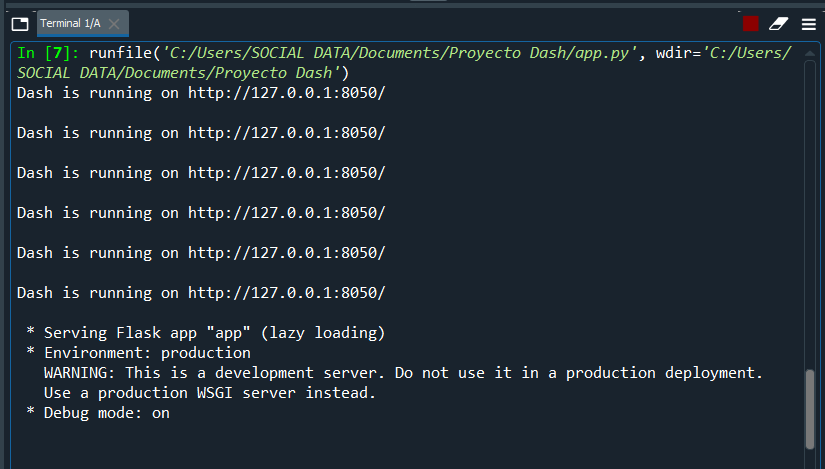 Terminal 1/A
In [7]: runfile('C:/Users/SOCIAL DATA/Documents/Proyecto Dash/app.py', wdir='C:/Users/
SOCIAL DATA/Documents/Proyecto Dash')
Dash is running on http://127.0.0.1:8050/
Dash is running on http://127.0.0.1:8050/
Dash is running on http://127.0.0.1:8050/
Dash is running on http://127.0.0.1:8050/
Dash is running on http://127.0.0.1:8050/
Dash is running on http://127.0.0.1:8050/
* Serving Flask app "app" (lazy loading)
* Environment: production
WARNING: This is a development server. Do not use it in a production deployment.
Use a production WSGI server instead.
* Debug mode: on